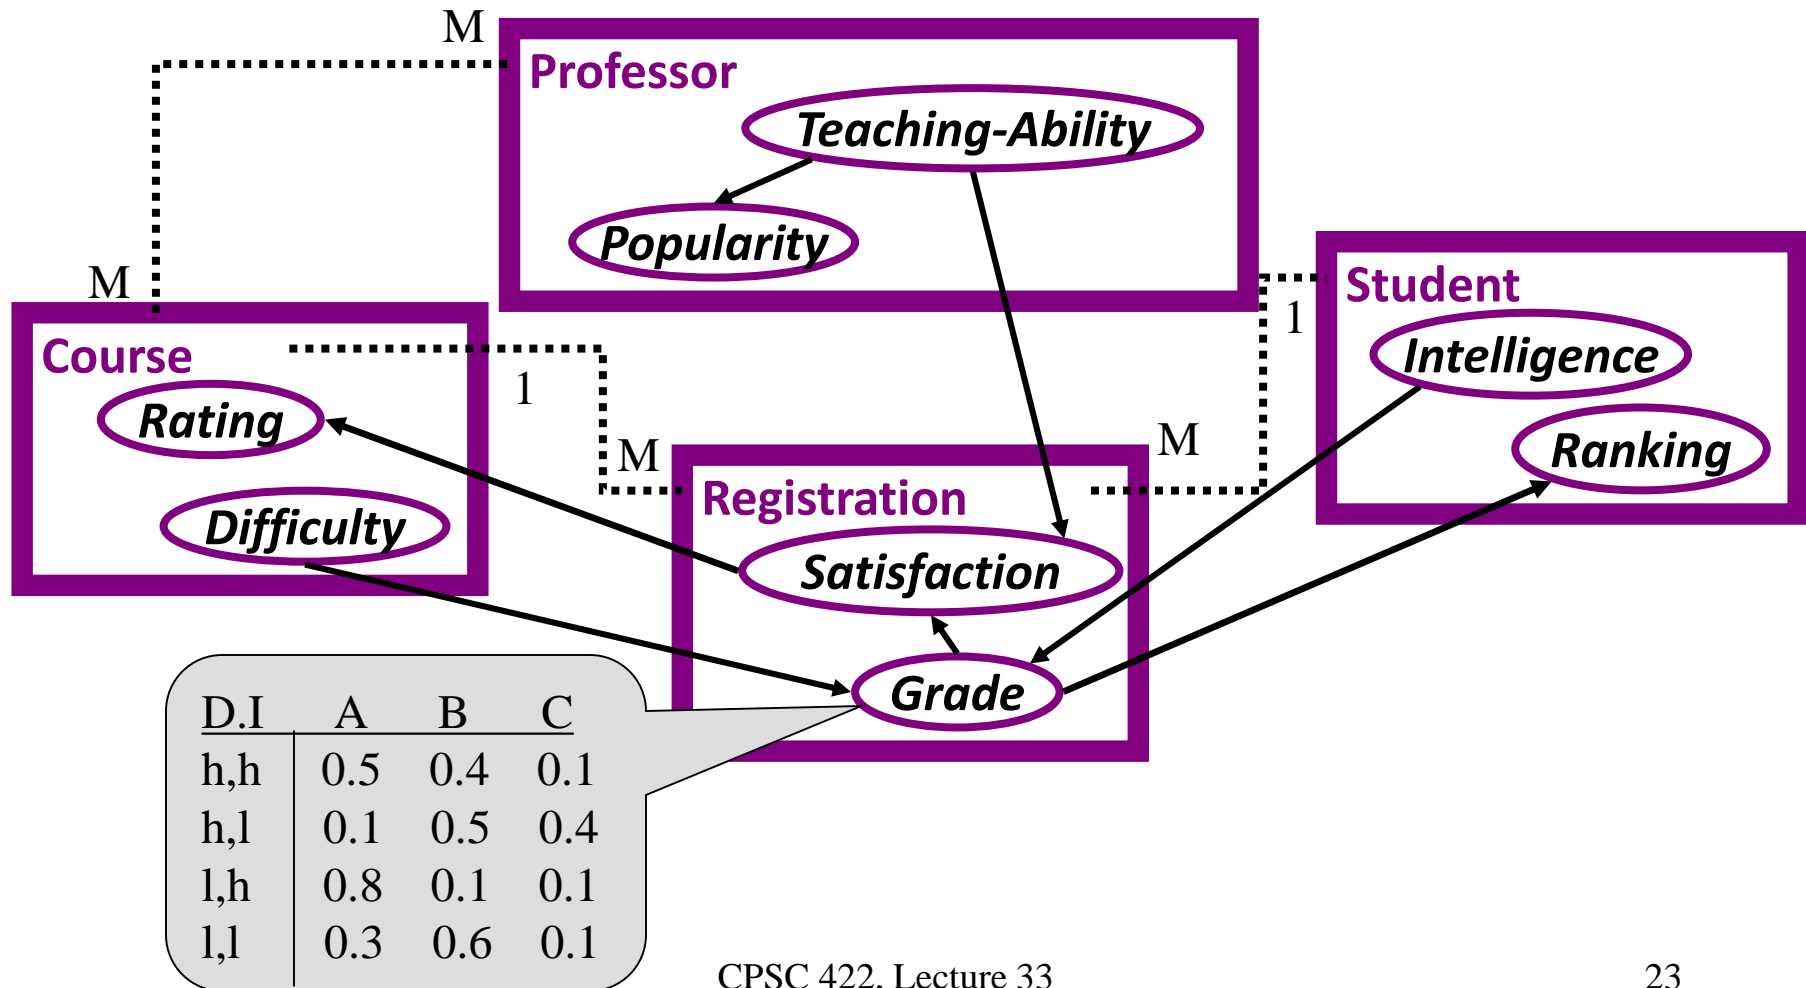 M
Professor
Teaching-Ability
Popularity
M
Student
1
Intelligence
Course
1
Rating
Ranking
M
M
Registration
Difficulty
Satisfaction
Grade
D.I A B C
h,h 0.5 0.4 0.1
h,l 0.1 0.5 0.4
l,h 0.8 0.1 0.1
l,l 0.3 0.6 0.1
CPSC 422, Lecture 33
23